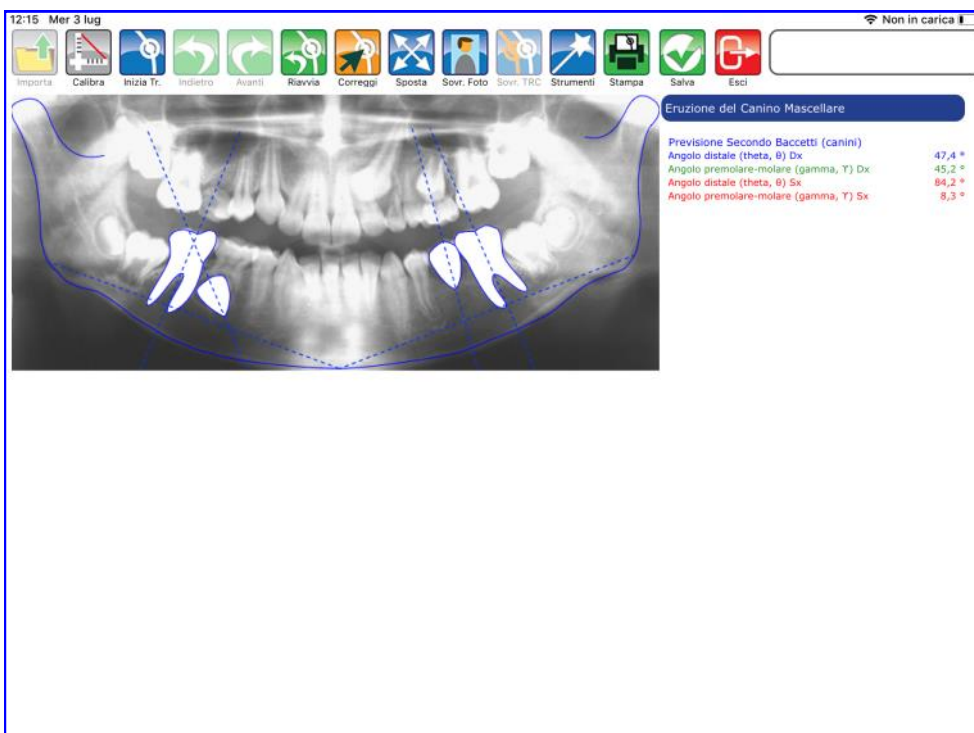 12:15 Mer 3 lug
Non in carica
Importa Calibra Inizia Tr. Indietro Avanti Riavvia Correggi Sposta Sovr. Foto Sovr. TRC Strumenti Stampa Salva Esci
Eruzione del Canino Mascellare
Previsione Secondo Baccetti (canini)
Angolo distale (theta, θ) Dx 47,4 °
Angolo premolare-molare (gamma, ϒ) Dx 45,2 °
Angolo distale (theta, θ) Sx 84,2 °
Angolo premolare-molare (gamma, ϒ) Sx 8,3 °